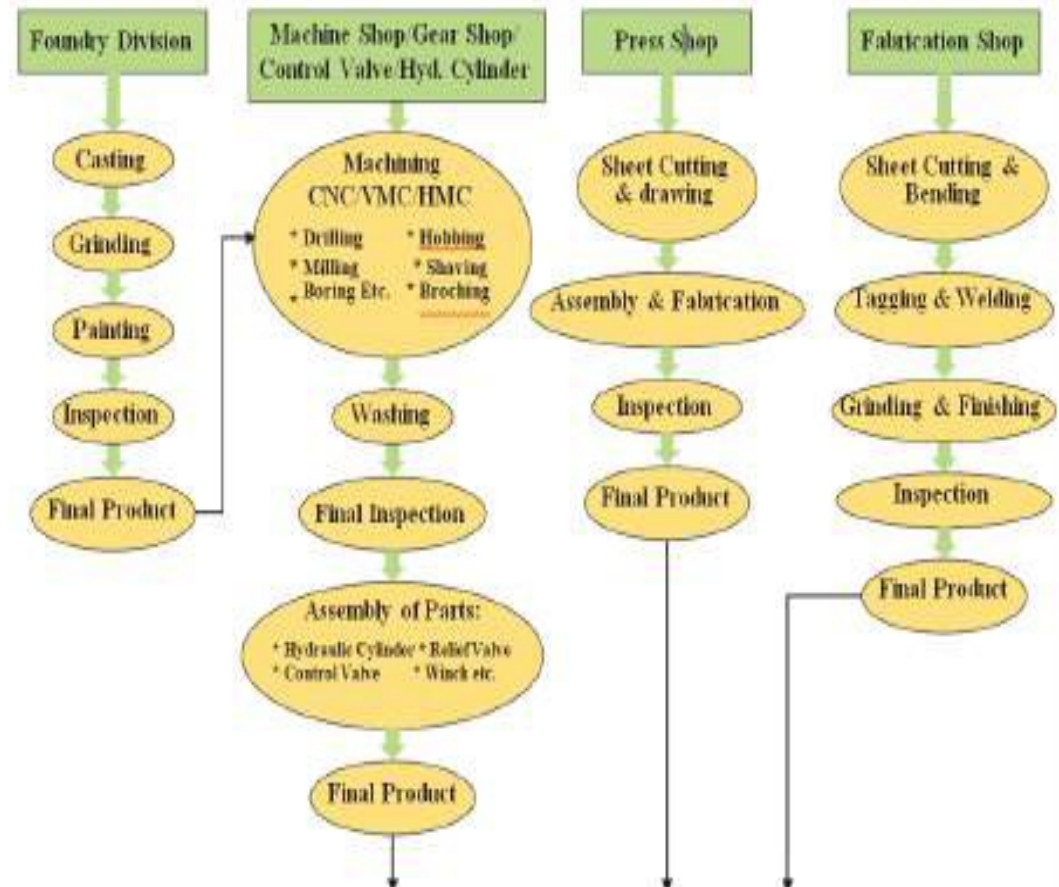 Foundry Division
Casting
Grinding
Painting
Inspection
Final Product
Machine Shop/Gear Shop/
Control Valve/Hyd. Cylinder
Machining
CNC/VMC/HMC
* Drilling * Hobbing
* Milling * Shaving
* Boring Etc. * Broching
Washing
Final Inspection
Assembly of Parts:
* Hydraulic Cylinder * Relief Valve
* Control Valve * Winch etc.
Final Product
Press Shop
Sheet Cutting
& drawing
Assembly & Fabrication
Inspection
Final Product
Fabrication Shop
Sheet Cutting &
Bending
Tagging & Welding
Grinding & Finishing
Inspection
Final Product